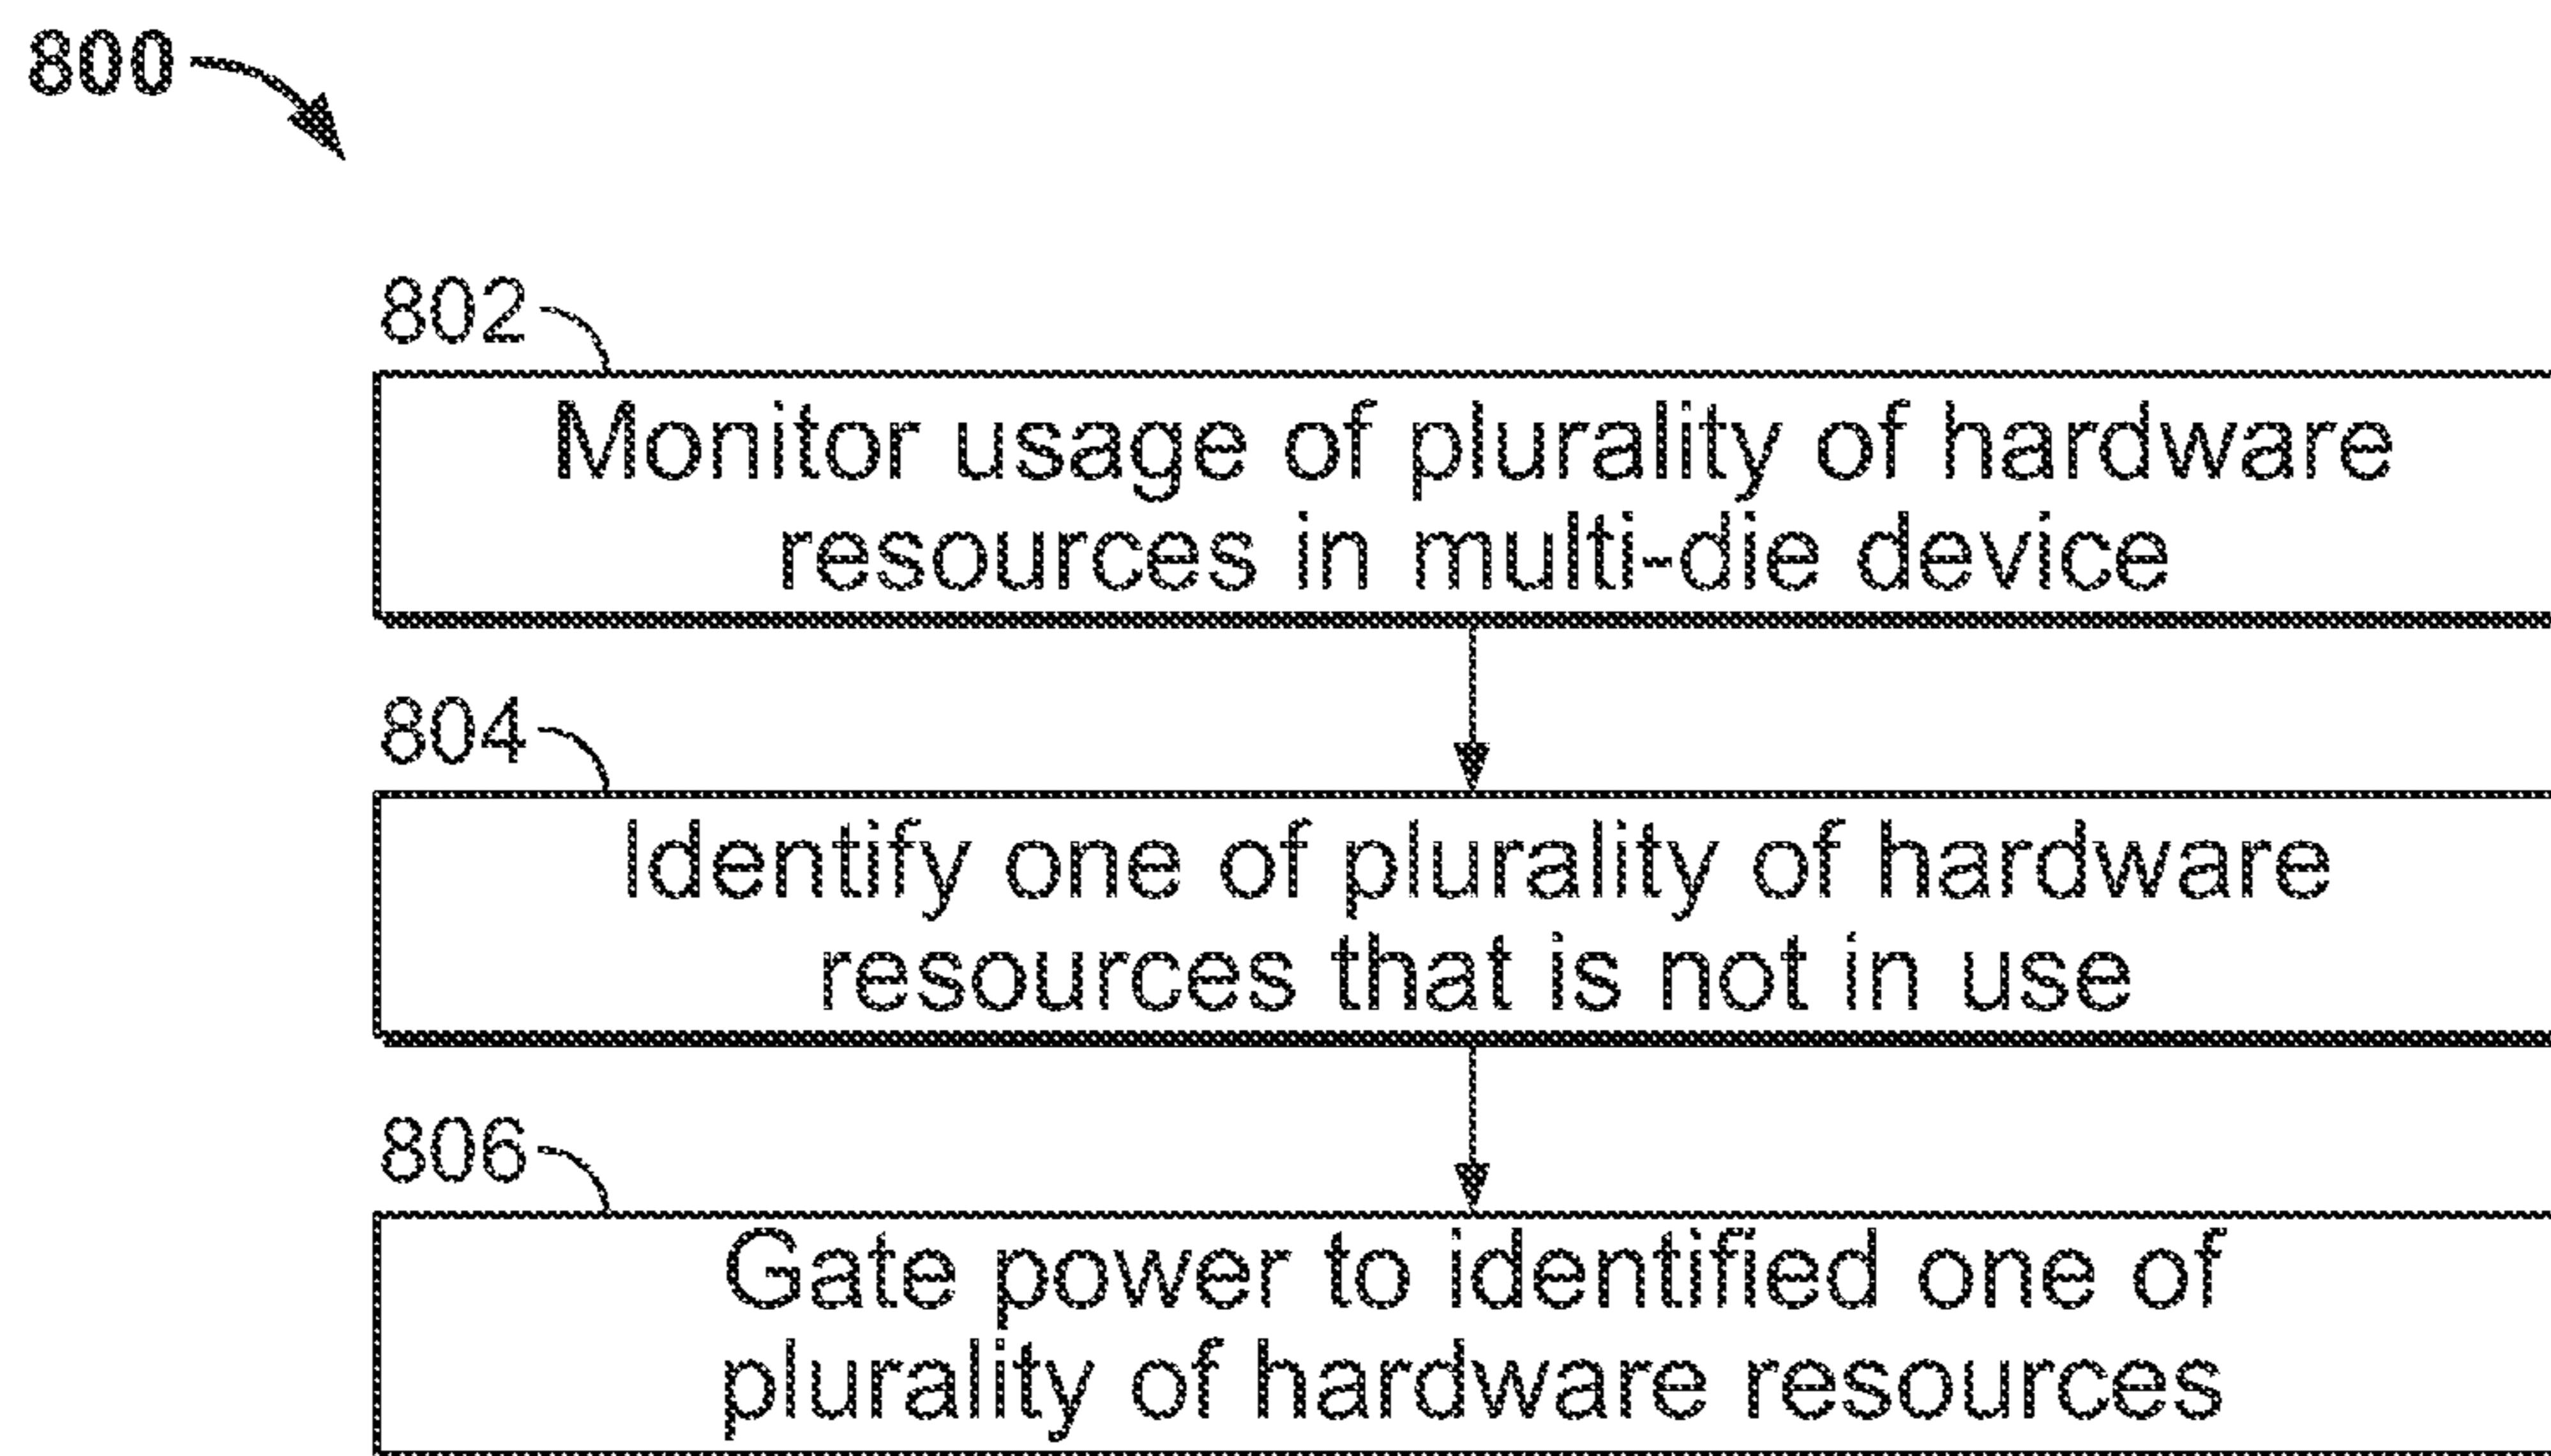 800
802
Monitor usage of plurality of hardware
resources in multi-die device
804
Identify one of plurality of hardware
resources that is not in use
806
Gate power to identified one of
plurality of hardware resources